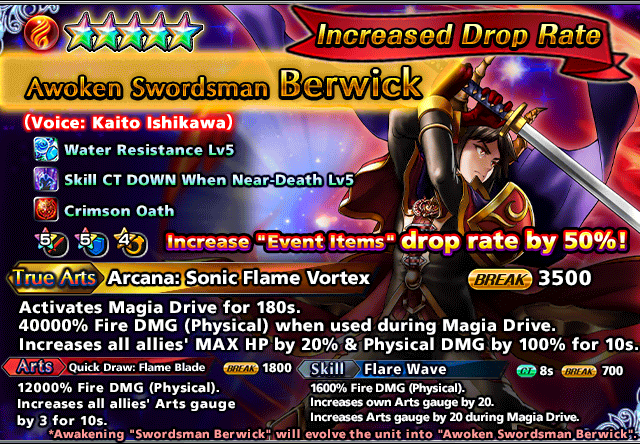 Increased Drop Rate
Awoken Swordsman Berwick
(Voice: Kaito Ishikawa)
Water Resistance Lv5
Skill CT DOWN When Near-Death Lv5
Crimson Oath
5 5 4
Increase "Event Items" drop rate by 50%!
True Arts Arcana: Sonic Flame Vortex BREAK 3500
Activates Magia Drive for 180s.
40000% Fire DMG (Physical) when used during Magia Drive.
Increases all allies' MAX HP by 20% & Physical DMG by 100% for 10s.
Arts Quick Draw: Flame Blade BREAK 1800
12000% Fire DMG (Physical).
Increases all allies' Arts gauge
by 3 for 10s.
Skill Flare Wave CT 8s BREAK 700
1600% Fire DMG (Physical).
Increases own Arts gauge by 20.
Increases Arts gauge by 20 during Magia Drive.
*Awakening "Swordsman Berwick" will evolve the unit into "Awoken Swordsman Berwick".